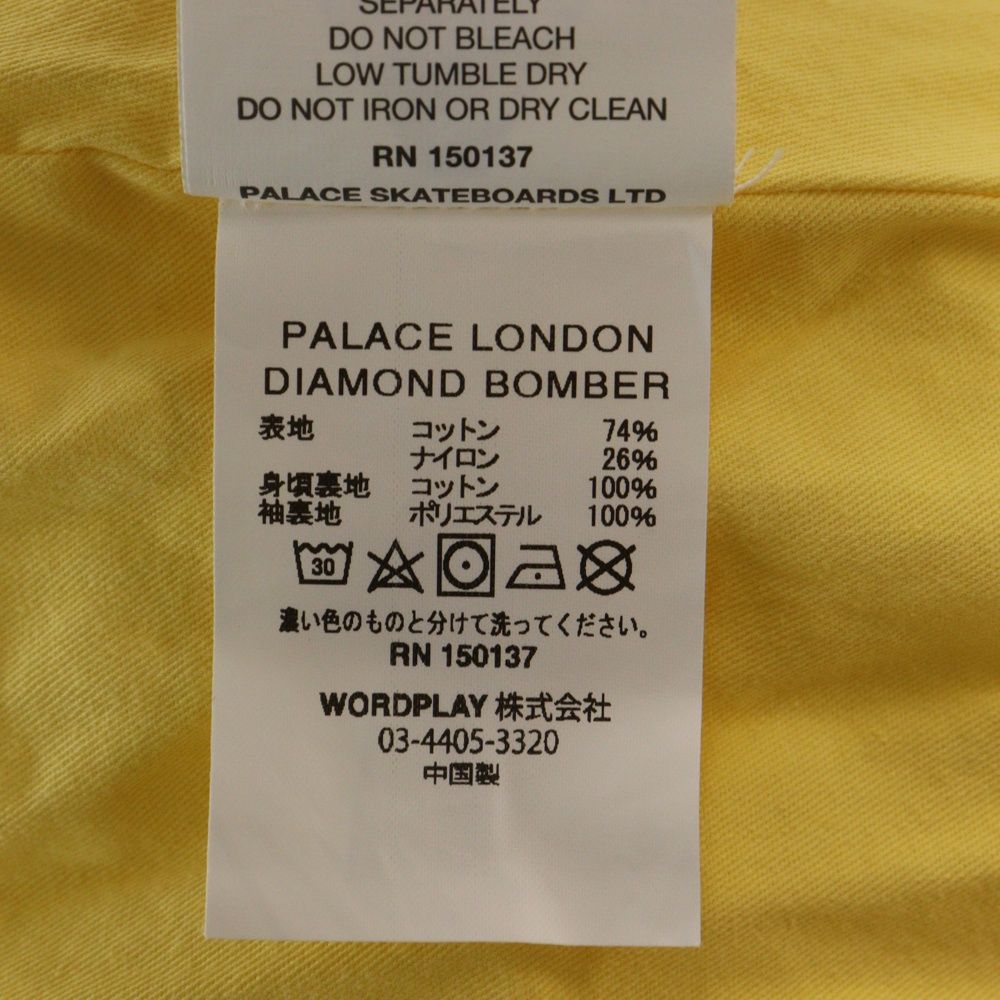 SEPARATELY
DO NOT BLEACH
LOW TUMBLE DRY
DO NOT IRON OR DRY CLEAN
RN 150137
PALACE SKATEBOARDS LTD
PALACE LONDON
DIAMOND BOMBER
表地 コットン 74%
ナイロン 26%
身頃裏地 コットン 100%
袖裏地 ポリエステル 100%
30
濃い色のものと分けて洗ってください。
RN 150137
WORDPLAY 株式会社
03-4405-3320
中国製